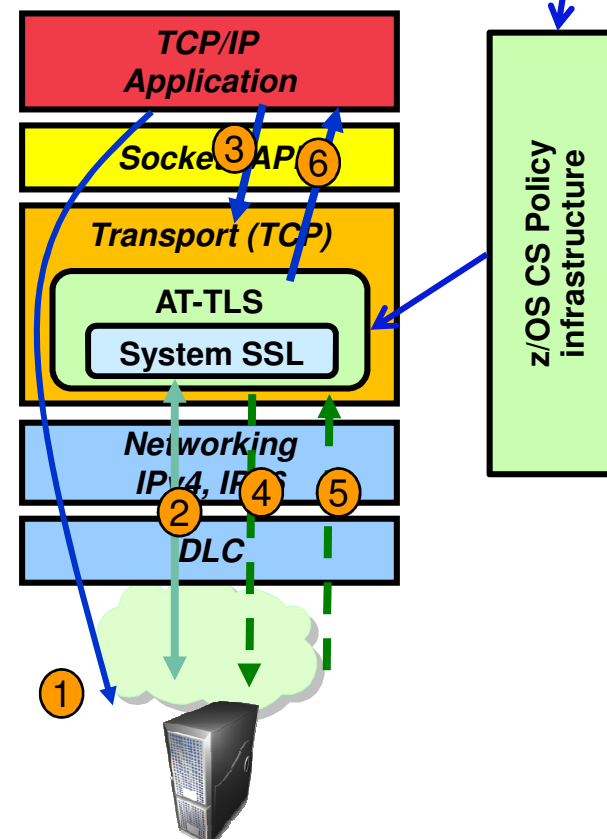 TCP/IP
Application
3
6
Transport (TCP)
AT-TLS
System SSL
Networking
IPv4,
2
4
5
DLC
1
z/OS CS Policy
infrastructure